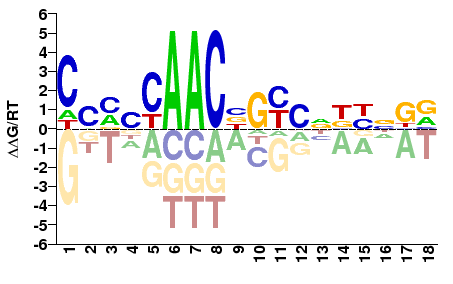 6
5
4
3
2
1
0
-1
-2
-3
-4
-5
-6
ΔΔG/RT
C A T G
C G T
C A T
C T A
C T A G
A C G T
A C G T
C A G T
C G T A
G A T C
C T A G
C A G
A C
T G A
T C A
G C A
G T A
G A C T
1 2 3 4 5 6 7 8 9 10 11 12 13 14 15 16 17 18